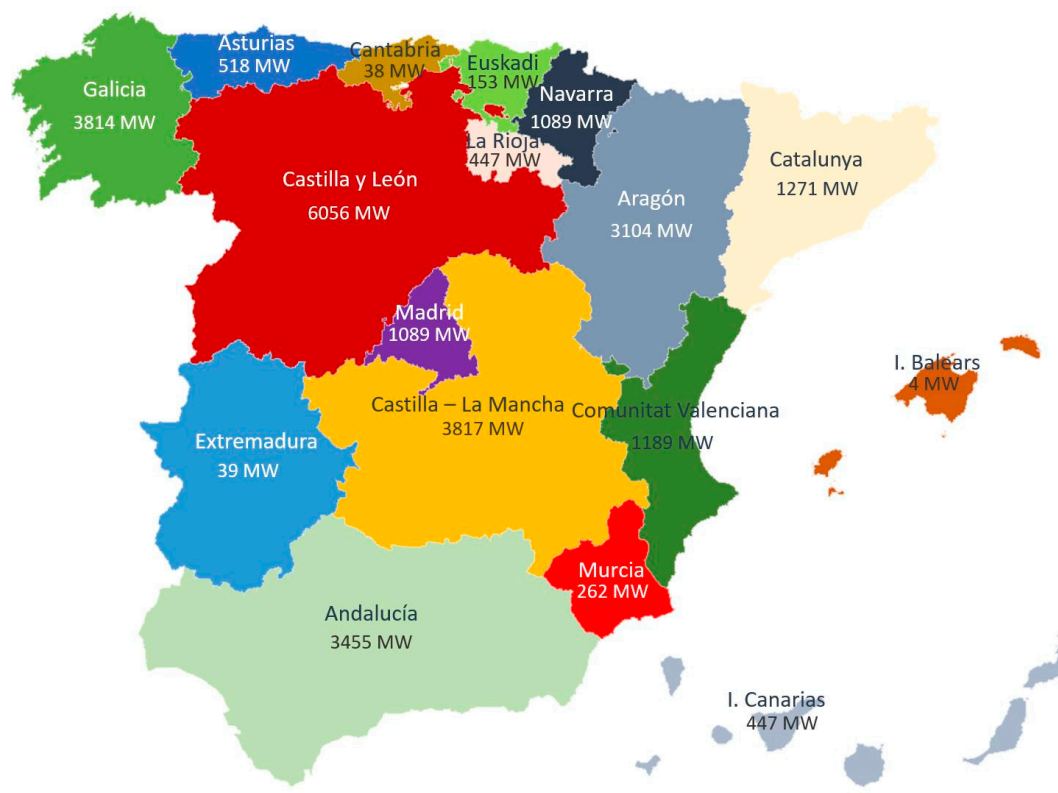 Asturias
518 MW
Cantabria
38 MW
Euskadi
153 MW
Navarra
1089 MW
Galicia
3814 MW
La Rioja
447 MW
Catalunya
1271 MW
Castilla y León
6056 MW
Aragón
3104 MW
Madrid
1089 MW
I. Balears
4 MW
Castilla – La Mancha
3817 MW
Comunitat Valenciana
1189 MW
Extremadura
39 MW
Murcia
262 MW
Andalucía
3455 MW
I. Canarias
447 MW